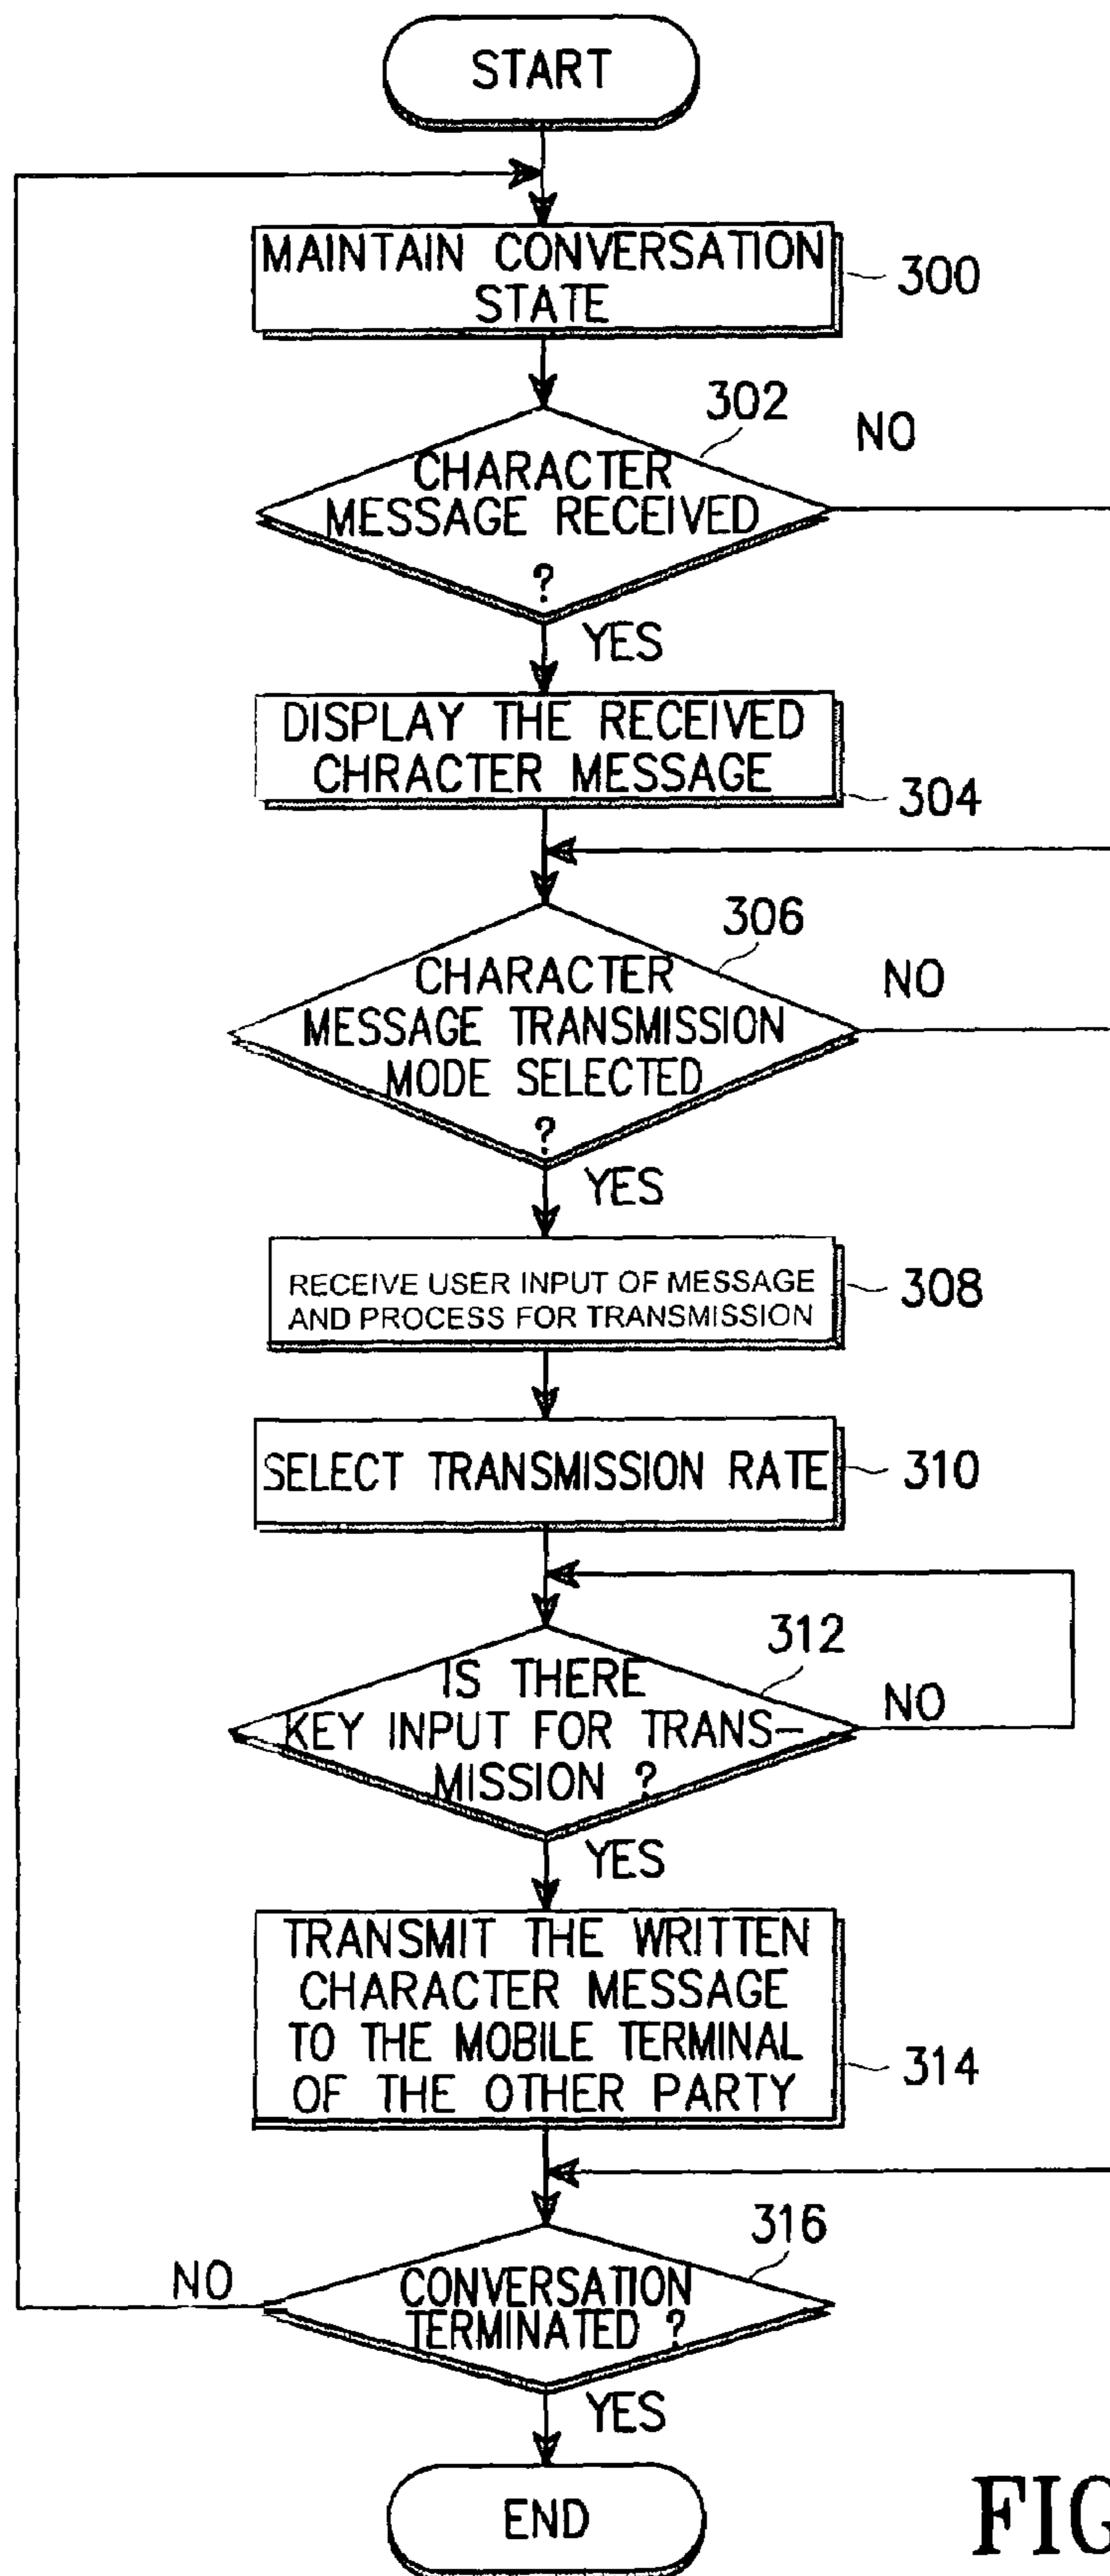 START
MAINTAIN CONVERSATION
STATE
300
302
NO
CHARACTER
MESSAGE RECEIVED
?
YES
DISPLAY THE RECEIVED
CHRACTER MESSAGE
304
306
NO
CHARACTER
MESSAGE TRANSMISSION
MODE SELECTED
?
YES
RECEIVE USER INPUT OF MESSAGE
AND PROCESS FOR TRANSMISSION
308
SELECT TRANSMISSION RATE
310
312
NO
IS THERE
KEY INPUT FOR TRANS-
MISSION ?
YES
TRANSMIT THE WRITTEN
CHARACTER MESSAGE
TO THE MOBILE TERMINAL
OF THE OTHER PARTY
314
316
NO
CONVERSATION
TERMINATED ?
YES
END
FIG